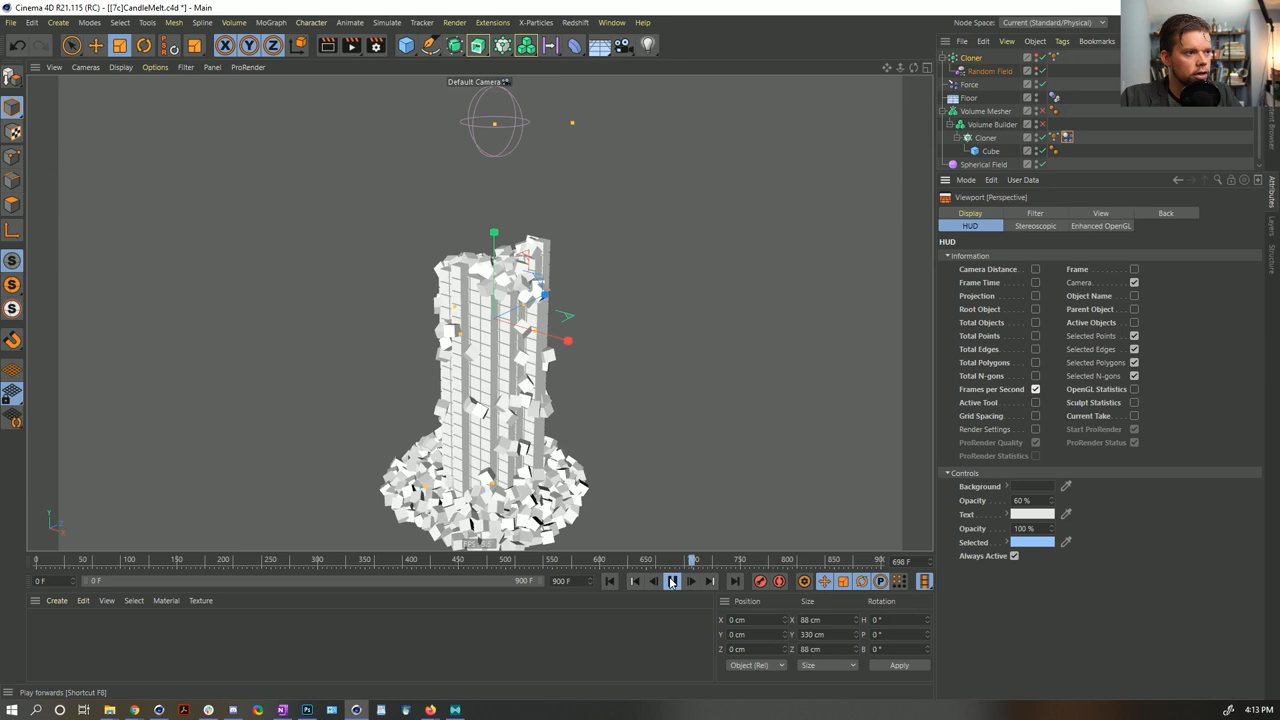 Cinema 4D R21.115 (RC) - [[7c]CandleMelt.c4d *] - Main
File Edit Create Modes Select Tools Mesh Spline Volume MoGraph Character Animate Simulate Tracker Render Extensions X-Particles Redshift Window Help
Node Space: Current (Standard/Physical)
File Edit View Object Tags Bookmarks
View Cameras Display Options Filter Panel ProRender
Default Camera
Cloner
Random Field
Force
Floor
Volume Mesher
Volume Builder
Cloner
Cube
Spherical Field
Mode Edit User Data
Viewport [Perspective]
Display Filter View Back
HUD Stereoscopic Enhanced OpenGL
HUD
Information
Camera Distance Frame
Frame Time Camera
Projection Object Name
Root Object Parent Object
Total Objects Active Objects
Total Points Selected Points
Total Edges Selected Edges
Total Polygons Selected Polygons
Total N-gons Selected N-gons
Frames per Second OpenGL Statistics
Active Tool Sculpt Statistics
Grid Spacing Current Take
Render Settings Start ProRender
ProRender Quality ProRender Status
ProRender Statistics
Controls
Background
Opacity 60 %
Text
Opacity 100 %
Selected
Always Active
Content Browser
Attributes
Layers
Structure
0 50 100 150 200 250 300 350 400 450 500 550 600 650 700 750 800 850 698 F
0 F 0 F 900 F 900 F
Create Edit View Select Material Texture
Position Size Rotation
X 0 cm X 88 cm H 0 °
Y 0 cm Y 330 cm P 0 °
Z 0 cm Z 88 cm B 0 °
Object (Rel) Size Apply
Play forwards [Shortcut F8]
4:13 PM